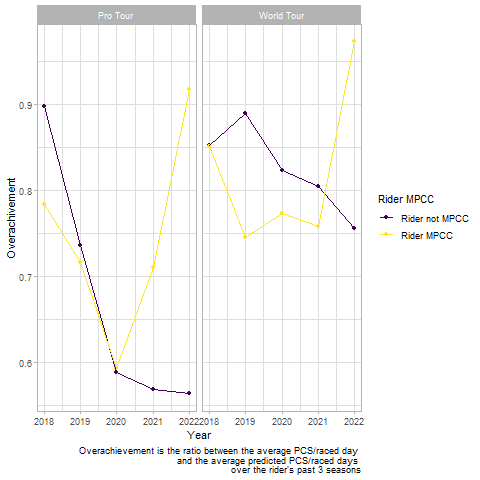 Pro Tour
World Tour
0.9
0.8
0.7
0.6
Overachivement
2018
2019
2020
2021
2022
2018
2019
2020
2021
2022
Year
Rider MPCC
Rider not MPCC
Rider MPCC
Overachievement is the ratio between the average PCS/raced day
and the average predicted PCS/raced days
over the rider's past 3 seasons